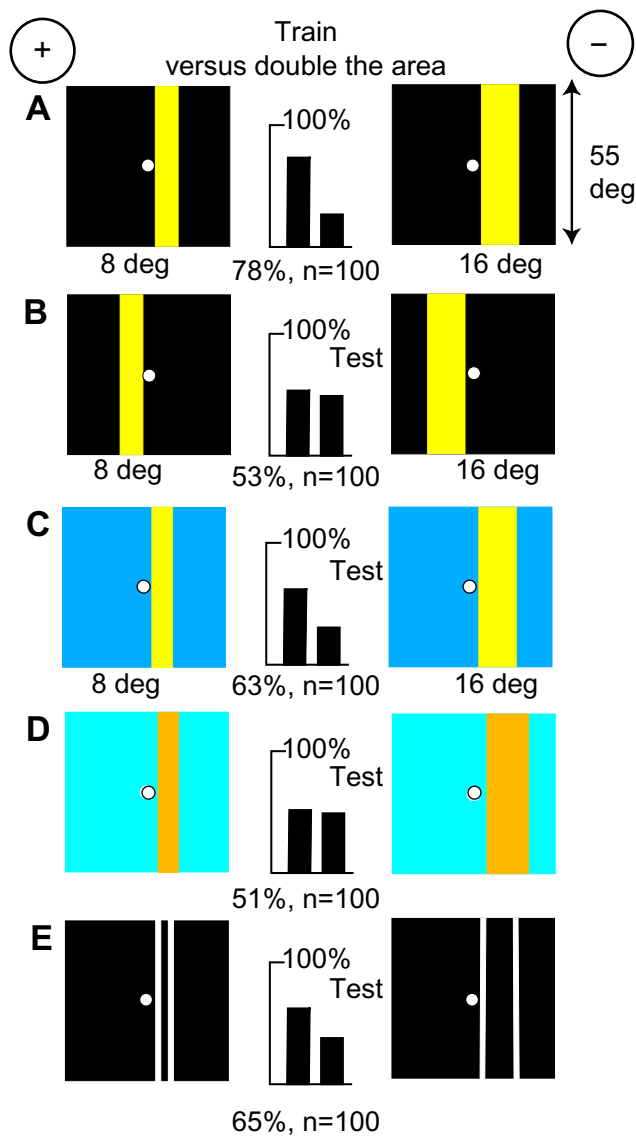 +
Train
versus double the area
−
A
100%
55
deg
8 deg
78%, n=100
16 deg
B
100%
Test
8 deg
53%, n=100
16 deg
C
100%
Test
8 deg
63%, n=100
16 deg
D
100%
Test
51%, n=100
E
100%
Test
65%, n=100